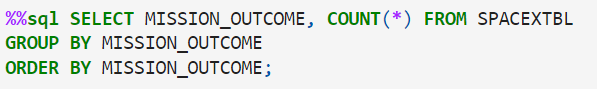 %%sql SELECT MISSION_OUTCOME, COUNT(*) FROM SPACEXTBL
GROUP BY MISSION_OUTCOME
ORDER BY MISSION_OUTCOME;